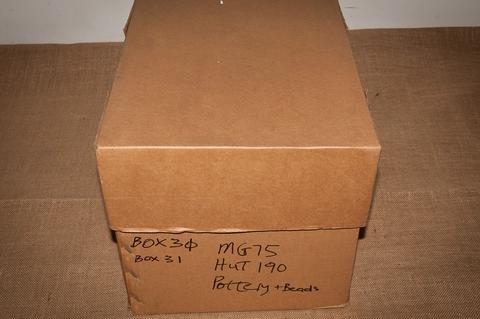 BOX 30
BOX 31
MG75
HUT 190
Pottery + Beads